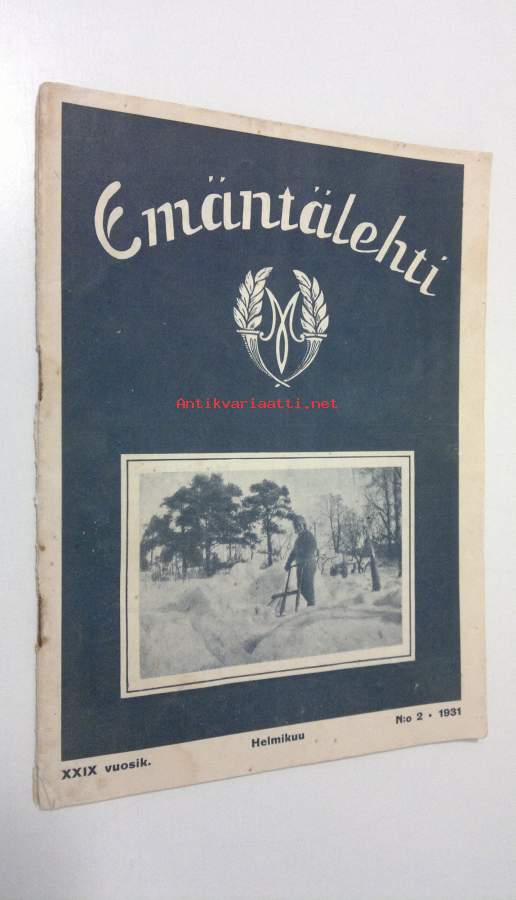 Emäntälehti
Antikvariaatti.net
XXIX vuosik.
Helmikuu
N:o 2 • 1931